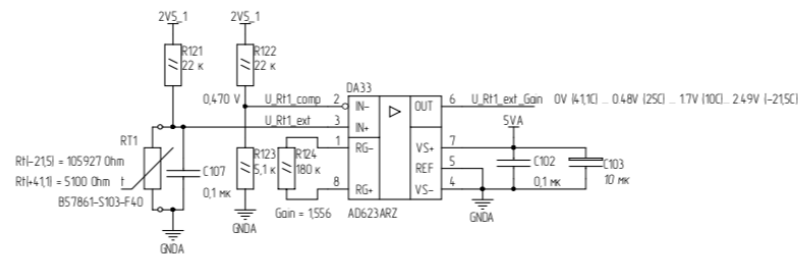 2VS_1
2VS_1
R121
22 к
R122
22 к
DA33
0,470 V
U_Rt1_comp
2
IN-
OUT
6
U_Rt1_ext_Gain
0V (41,1C) ... 0.48V (25C) ... 1.7V (10C)... 2.49V (-21,5C)
U_Rt1_ext
3
IN+
5VA
RT1
1
RG-
VS+
7
Rt(-21,5) = 105927 Ohm
R123
5,1 к
R124
180 к
REF
5
C102
0,1 мк
C103
10 мк
Rt(+41,1) = 5100 Ohm
t
C107
0,1 мк
8
RG+
VS-
4
B57861-S103-F40
Gain = 1,556
AD623ARZ
GNDA
GNDA
GNDA